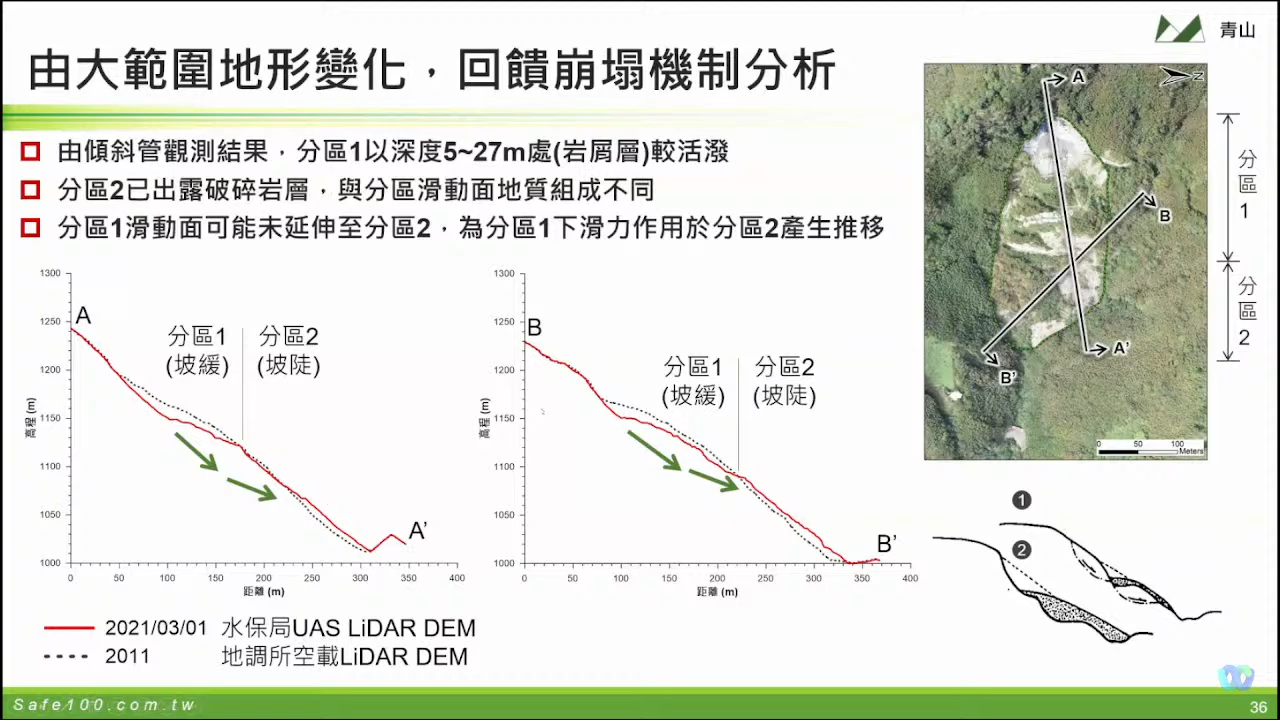 青山
由大範圍地形變化，回饋崩塌機制分析
由傾斜管觀測結果，分區1以深度5~27m處(岩屑層)較活潑
分區2已出露破碎岩層，與分區滑動面地質組成不同
分區1滑動面可能未延伸至分區2，為分區1下滑力作用於分區2產生推移
1300
1250
1200
1150
1100
1050
1000
高程 (m)
A
分區1
(坡緩)
分區2
(坡陡)
A’
0
50
100
150
200
250
300
350
400
距離 (m)
1300
1250
1200
1150
1100
1050
1000
高程 (m)
B
分區1
(坡緩)
分區2
(坡陡)
B’
0
50
100
150
200
250
300
350
400
距離 (m)
2021/03/01 水保局UAS LiDAR DEM
2011 地調所空載LiDAR DEM
A
N
B
A’
B’
0 50 100
Meters
分區1
分區2
1
2
Safe100.com.tw
36